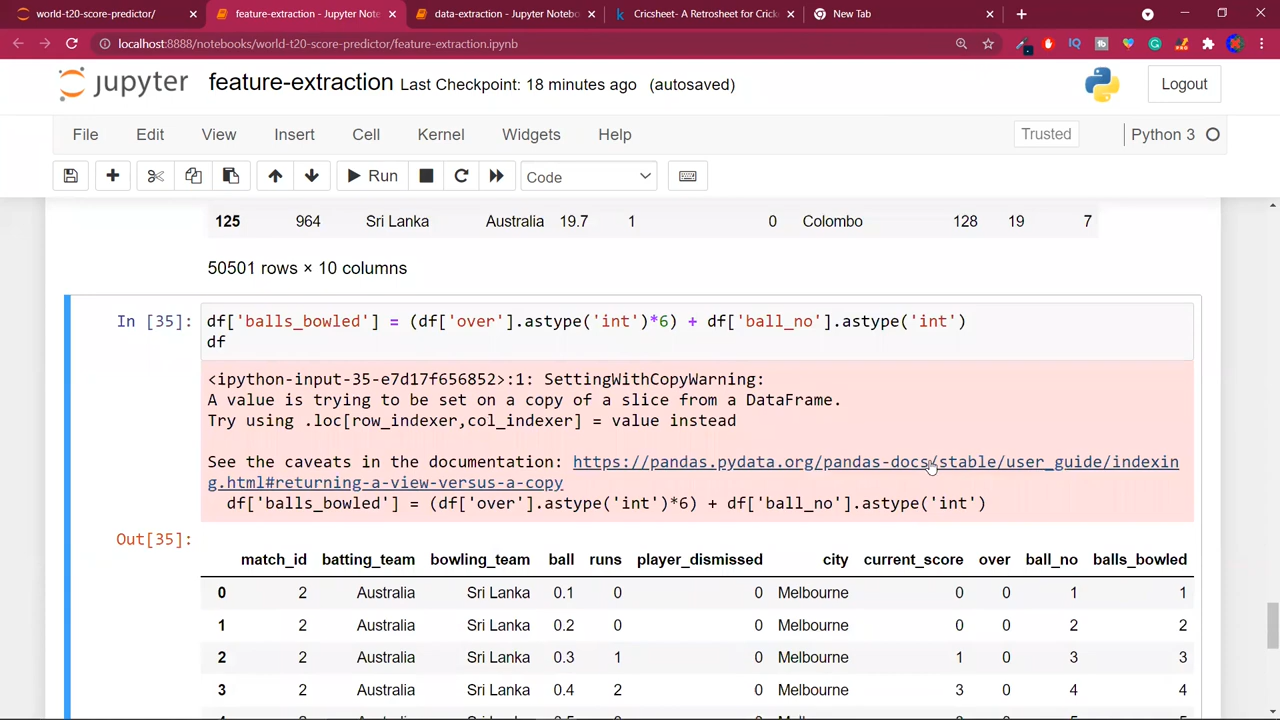 world-t20-score-predictor/
feature-extraction - Jupyter Note
data-extraction - Jupyter Notebo
Cricsheet- A Retrosheet for Crick
New Tab
localhost:8888/notebooks/world-t20-score-predictor/feature-extraction.ipynb
jupyter feature-extraction Last Checkpoint: 18 minutes ago (autosaved) Logout
File Edit View Insert Cell Kernel Widgets Help Trusted Python 3
Run Code
125 964 Sri Lanka Australia 19.7 1 0 Colombo 128 19 7
50501 rows × 10 columns
In [35]: df['balls_bowled'] = (df['over'].astype('int')*6) + df['ball_no'].astype('int')
df
<ipython-input-35-e7d17f656852>:1: SettingWithCopyWarning:
A value is trying to be set on a copy of a slice from a DataFrame.
Try using .loc[row_indexer,col_indexer] = value instead
See the caveats in the documentation: https://pandas.pydata.org/pandas-docs/stable/user_guide/indexin
g.html#returning-a-view-versus-a-copy
df['balls_bowled'] = (df['over'].astype('int')*6) + df['ball_no'].astype('int')
Out[35]:
match_id batting_team bowling_team ball runs player_dismissed city current_score over ball_no balls_bowled
0 2 Australia Sri Lanka 0.1 0 0 Melbourne 0 0 1 1
1 2 Australia Sri Lanka 0.2 0 0 Melbourne 0 0 2 2
2 2 Australia Sri Lanka 0.3 1 0 Melbourne 1 0 3 3
3 2 Australia Sri Lanka 0.4 2 0 Melbourne 3 0 4 4